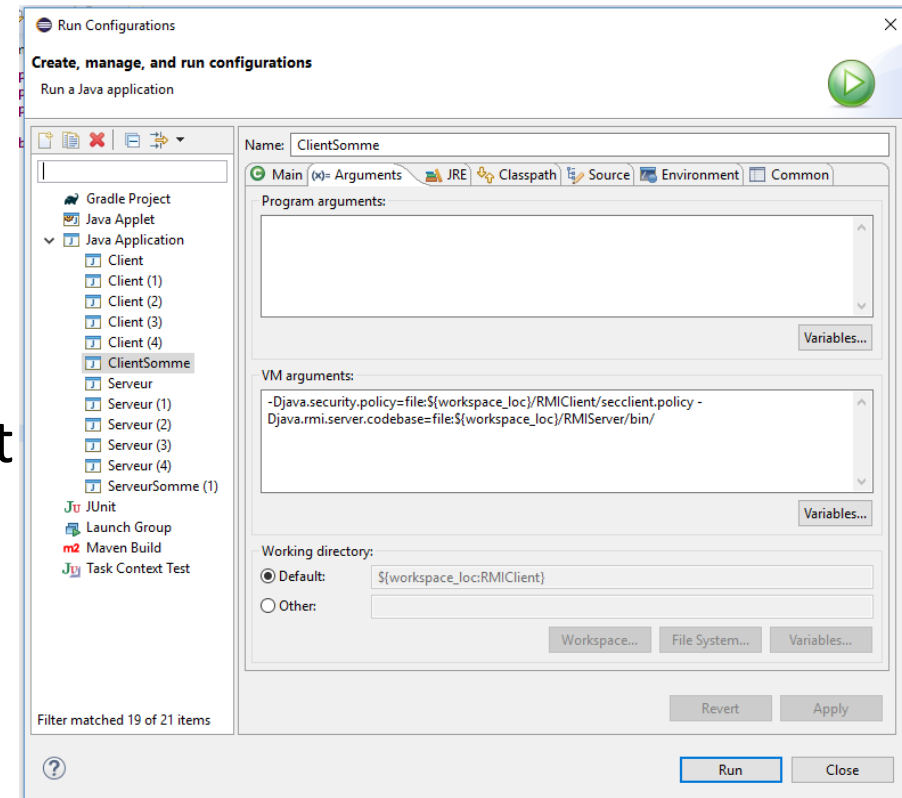 Run Configurations
Create, manage, and run configurations
Run a Java application
Name: ClientSomme
Main (x)= Arguments JRE Classpath Source Environment Common
Gradle Project
Java Applet
Java Application
Client
Client (1)
Client (2)
Client (3)
Client (4)
ClientSomme
Serveur
Serveur (1)
Serveur (2)
Serveur (3)
Serveur (4)
ServeurSomme (1)
Ju JUnit
Launch Group
m2 Maven Build
Ju Task Context Test
Filter matched 19 of 21 items
Program arguments:
Variables...
VM arguments:
-Djava.security.policy=file:${workspace_loc}/RMIClient/secclient.policy -
Djava.rmi.server.codebase=file:${workspace_loc}/RMIServer/bin/
Variables...
Working directory:
Default: ${workspace_loc:RMIClient}
Other:
Workspace... File System... Variables...
Revert Apply
? Run Close
t